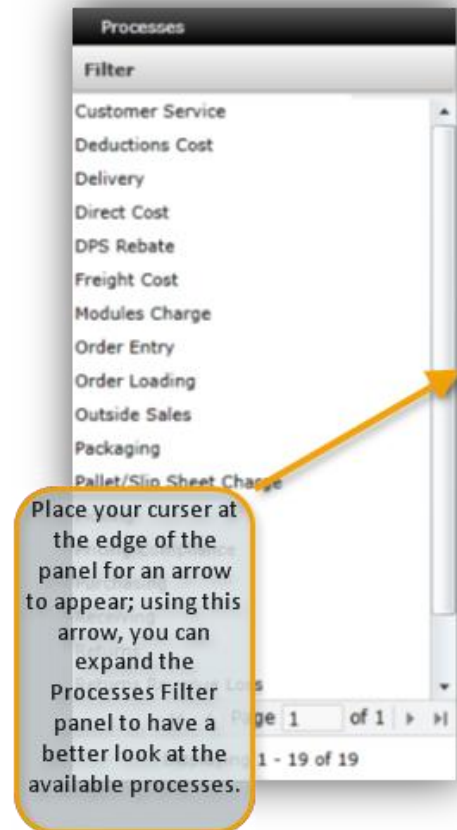 Processes
Filter
Customer Service
Deductions Cost
Delivery
Direct Cost
DPS Rebate
Freight Cost
Modules Charge
Order Entry
Order Loading
Outside Sales
Packaging
Pallet/Slip Sheet Charge
Place your curser at
the edge of the
panel for an arrow
to appear; using this
arrow, you can
expand the
Processes Filter
panel to have a
better look at the
available processes.
1 of 1
1 - 19 of 19